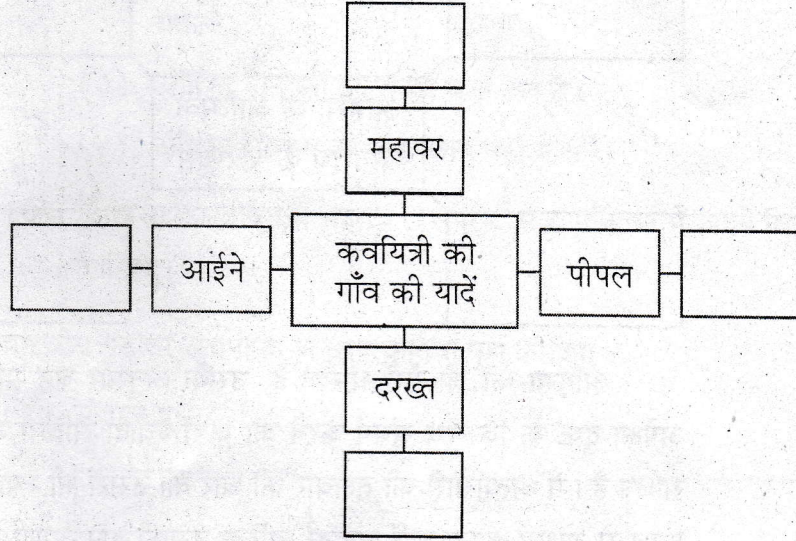 महावर
आईने
कवयित्री की
गाँव की यादें
पीपल
दरख्त